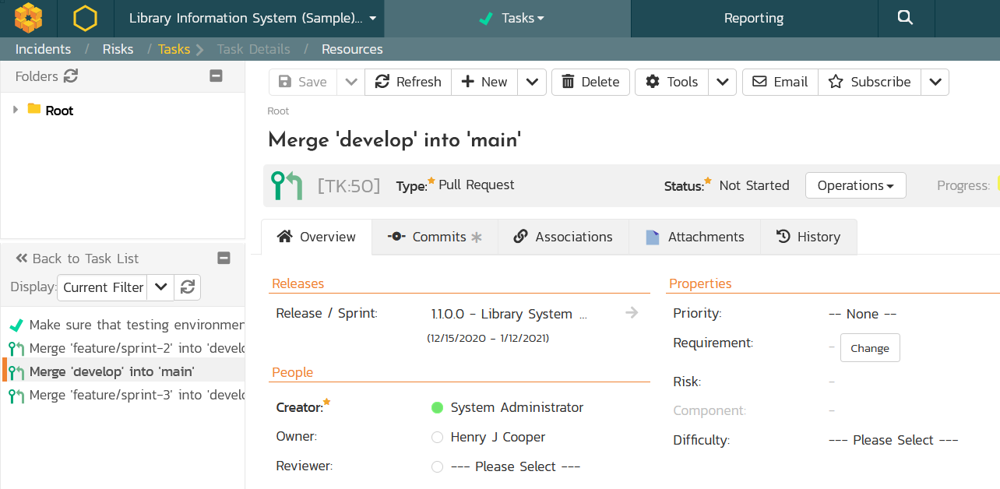 Library Information System (Sample)... Tasks Reporting
Incidents / Risks / Tasks Task Details / Resources
Folders
Root
Save Refresh New Delete Tools Email Subscribe
Root
Merge 'develop' into 'main'
[TK:50] Type: Pull Request Status: Not Started Operations Progress:
Overview Commits Associations Attachments History
Back to Task List
Display: Current Filter
Make sure that testing environmen
Merge 'feature/sprint-2' into 'develo
Merge 'develop' into 'main'
Merge 'feature/sprint-3' into 'develo
Releases
Release / Sprint: 1.1.0.0 - Library System ...
(12/15/2020 - 1/12/2021)
People
Creator: System Administrator
Owner: Henry J Cooper
Reviewer: --- Please Select ---
Properties
Priority: -- None --
Requirement: - Change
Risk: -
Component: -
Difficulty: --- Please Select ---